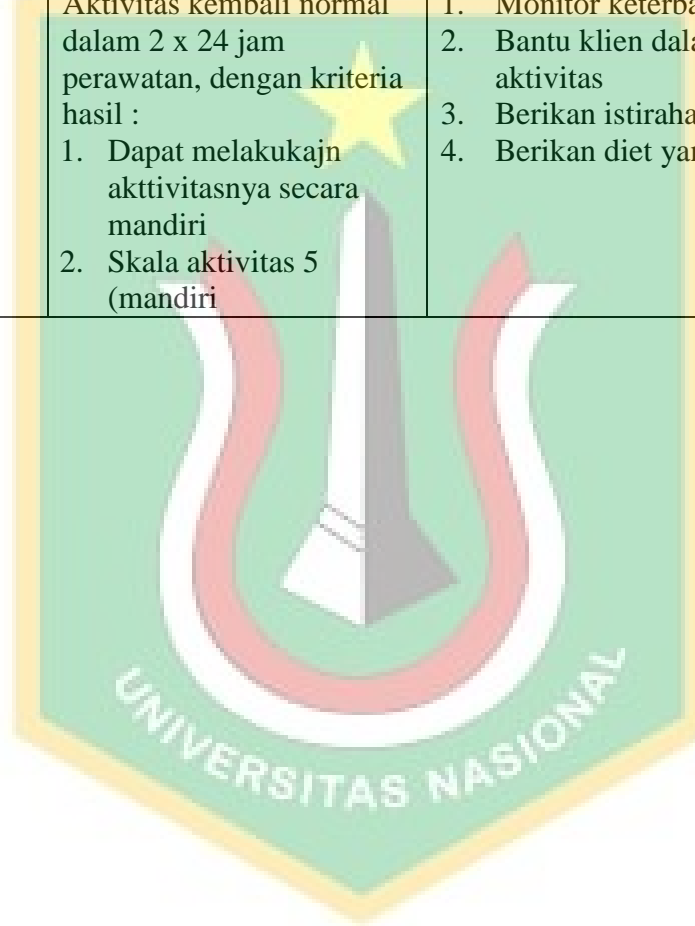 Aktivitas kembali normal
dalam 2 x 24 jam
perawatan, dengan kriteria
hasil :
1. Dapat melakukajn
akttivitasnya secara
mandiri
2. Skala aktivitas 5
(mandiri
1. Monitor keterba
2. Bantu klien dala
aktivitas
3. Berikan istiraha
4. Berikan diet yan
UNIVERSITAS NASIONAL